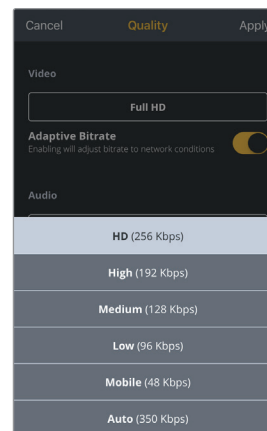 Cancel Quality Apply
Video
Full HD
Adaptive Bitrate
Enabling will adjust bitrate to network conditions
Audio
HD (256 Kbps)
High (192 Kbps)
Medium (128 Kbps)
Low (96 Kbps)
Mobile (48 Kbps)
Auto (350 Kbps)